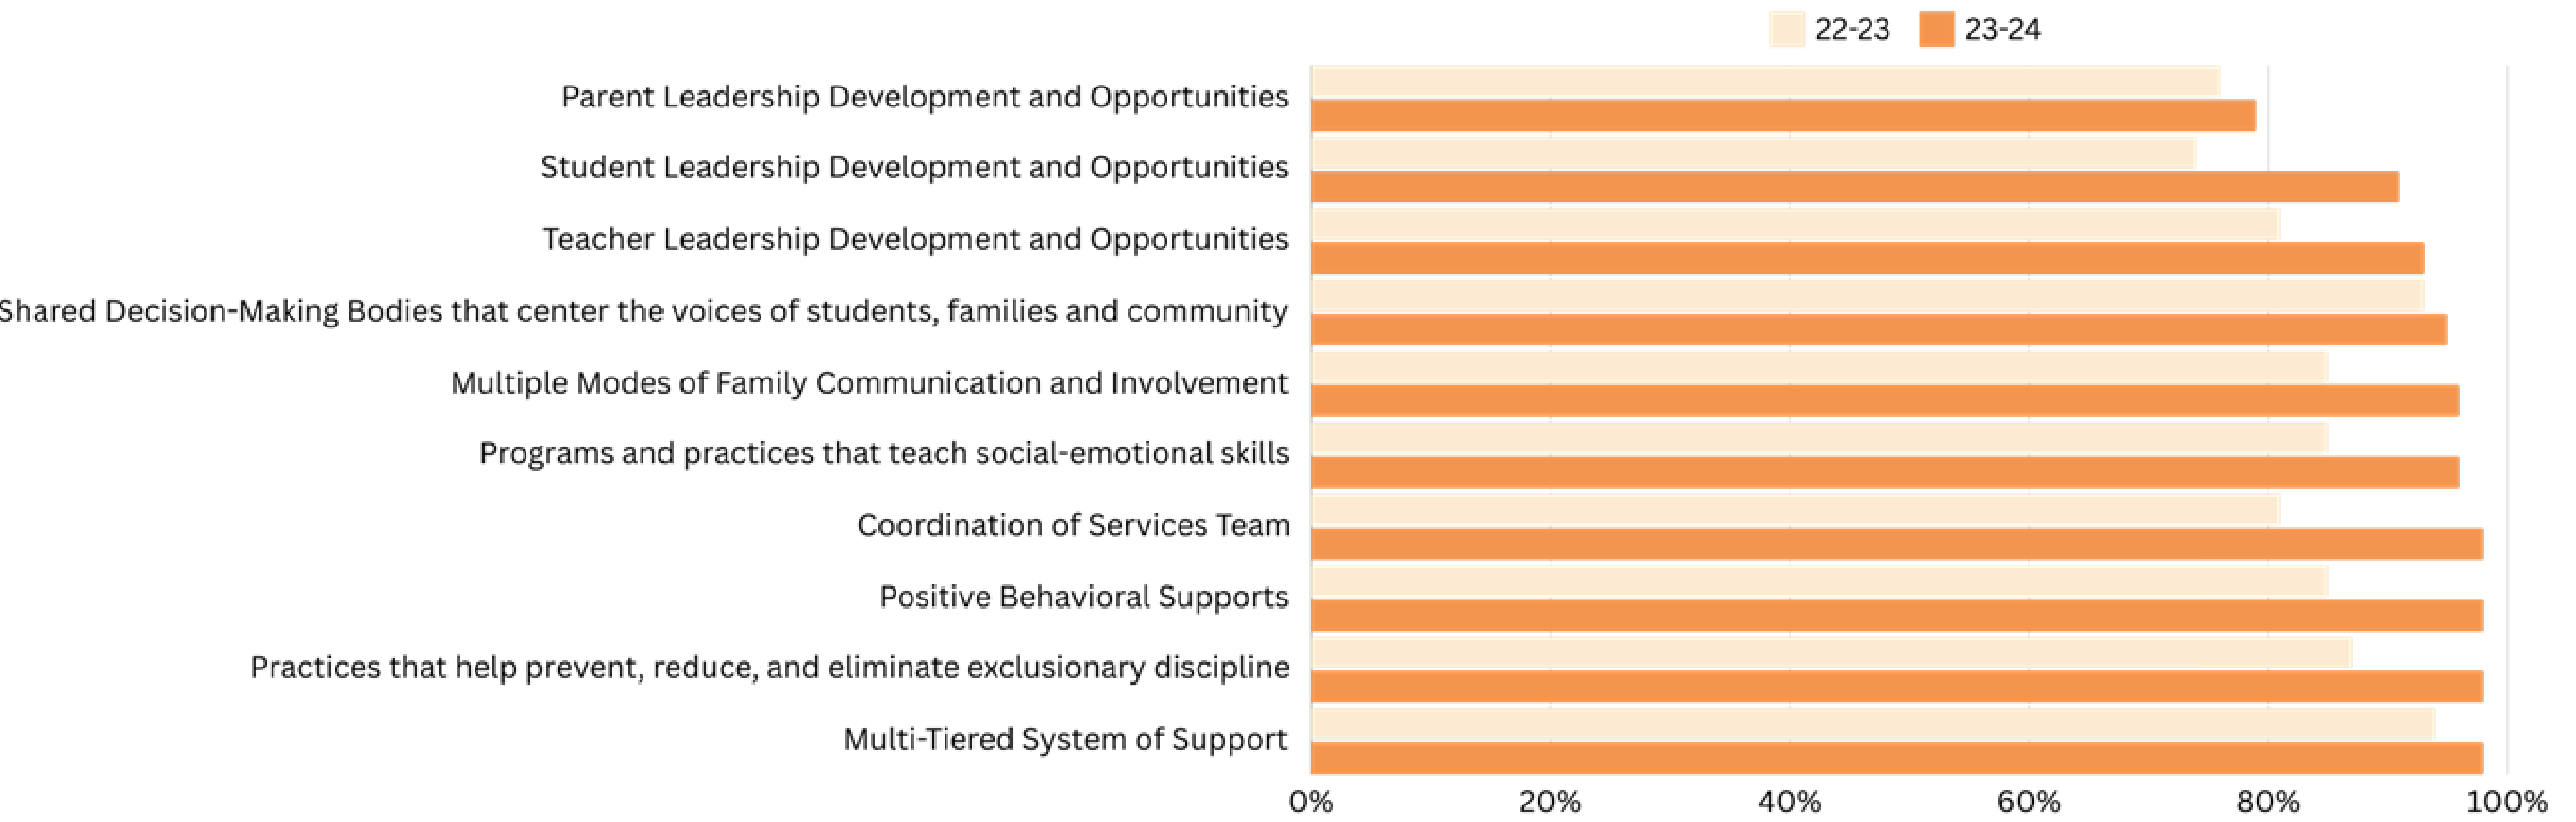 22-23 23-24
Parent Leadership Development and Opportunities
Student Leadership Development and Opportunities
Teacher Leadership Development and Opportunities
Shared Decision-Making Bodies that center the voices of students, families and community
Multiple Modes of Family Communication and Involvement
Programs and practices that teach social-emotional skills
Coordination of Services Team
Positive Behavioral Supports
Practices that help prevent, reduce, and eliminate exclusionary discipline
Multi-Tiered System of Support
0% 20% 40% 60% 80% 100%